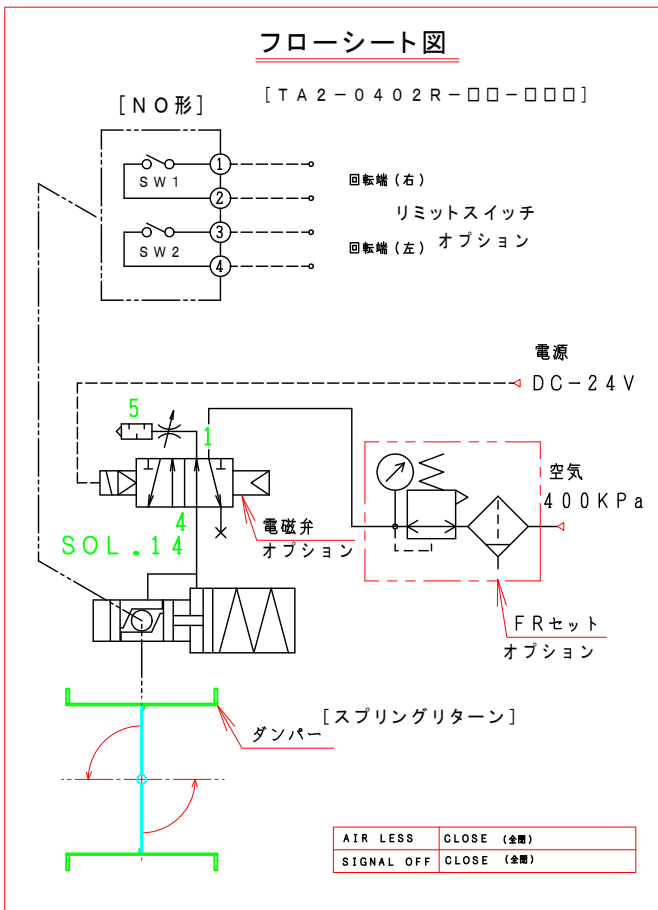 フローシート図
[NO形]
[TA2-0402R-□□-□□□]
SW1
1
2
SW2
3
4
回転端(右)
リミットスイッチ
オプション
回転端(左)
電源
DC-24V
5
1
4
SOL.14
電磁弁
オプション
空気
400KPa
FRセット
オプション
[スプリングリターン]
ダンパー
AIR LESS CLOSE (全閉)
SIGNAL OFF CLOSE (全閉)